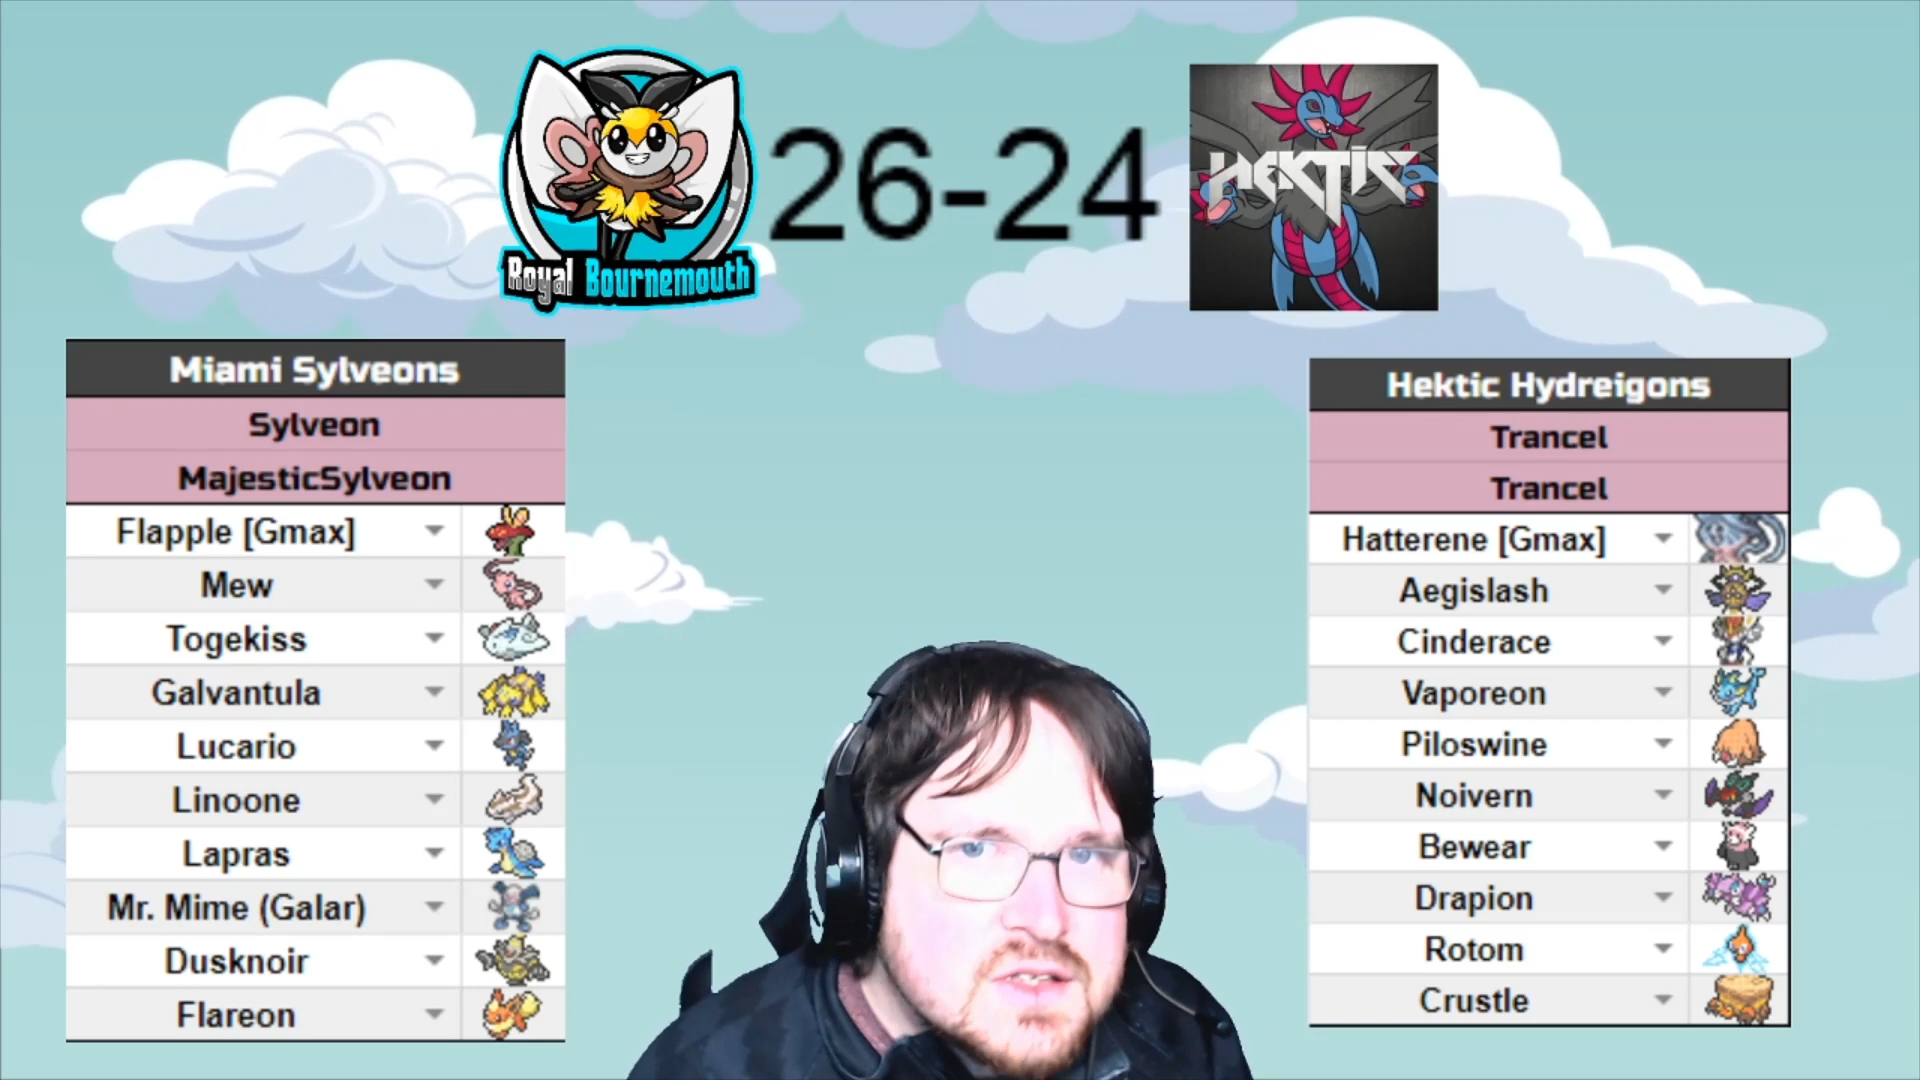 Royal Bournemouth
26-24
HEKTIC
Miami Sylveons
Sylveon
MajesticSylveon
Flapple [Gmax]
Mew
Togekiss
Galvantula
Lucario
Linoone
Lapras
Mr. Mime (Galar)
Dusknoir
Flareon
Hektic Hydreigons
Trancel
Trancel
Hatterene [Gmax]
Aegislash
Cinderace
Vaporeon
Piloswine
Noivern
Bewear
Drapion
Rotom
Crustle